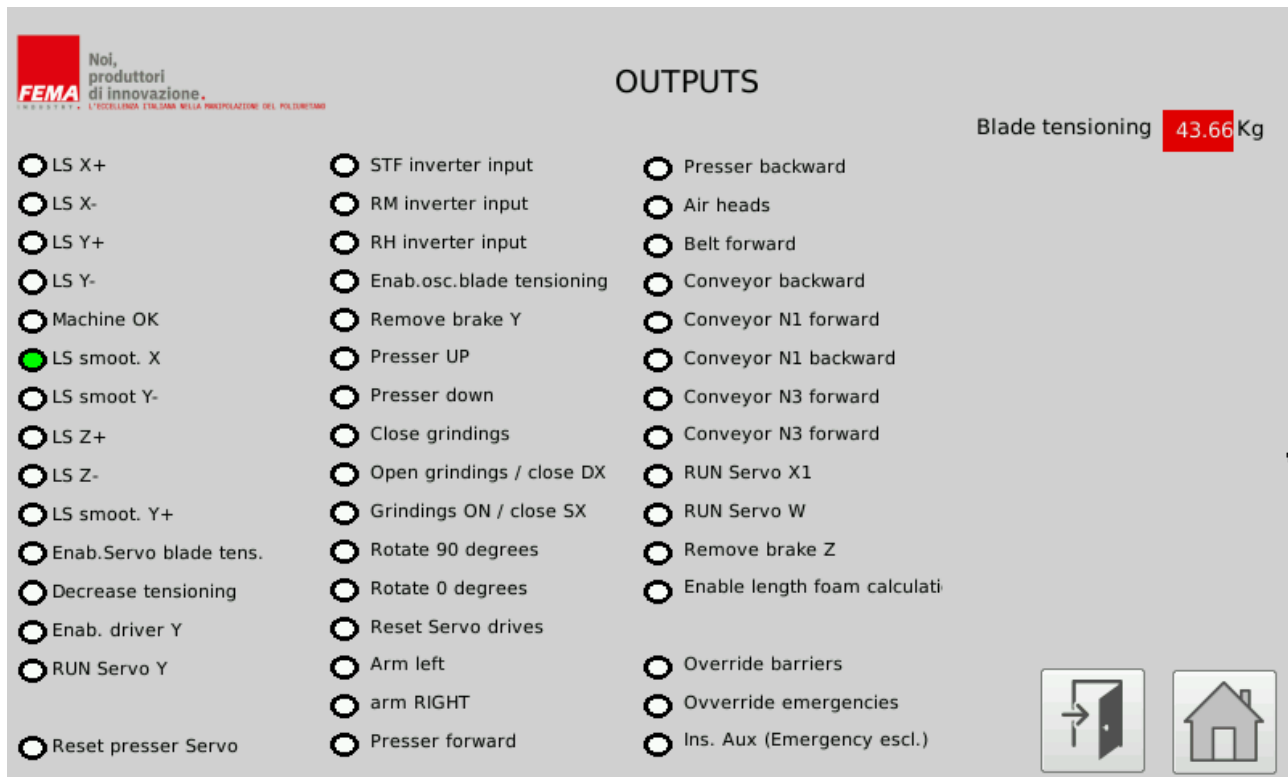 Noi,
produttori
di innovazione.
FEMA
INDUSTRY.
L'ECCELLENZA ITALIANA NELLA MANIPOLAZIONE DEL POLIURETANO
OUTPUTS
Blade tensioning 43.66 Kg
LS X+
LS X-
LS Y+
LS Y-
Machine OK
LS smoot. X
LS smoot Y-
LS Z+
LS Z-
LS smoot. Y+
Enab.Servo blade tens.
Decrease tensioning
Enab. driver Y
RUN Servo Y
Reset presser Servo
STF inverter input
RM inverter input
RH inverter input
Enab.osc.blade tensioning
Remove brake Y
Presser UP
Presser down
Close grindings
Open grindings / close DX
Grindings ON / close SX
Rotate 90 degrees
Rotate 0 degrees
Reset Servo drives
Arm left
arm RIGHT
Presser forward
Presser backward
Air heads
Belt forward
Conveyor backward
Conveyor N1 forward
Conveyor N1 backward
Conveyor N3 forward
Conveyor N3 forward
RUN Servo X1
RUN Servo W
Remove brake Z
Enable length foam calculati
Override barriers
Ovverride emergencies
Ins. Aux (Emergency escl.)